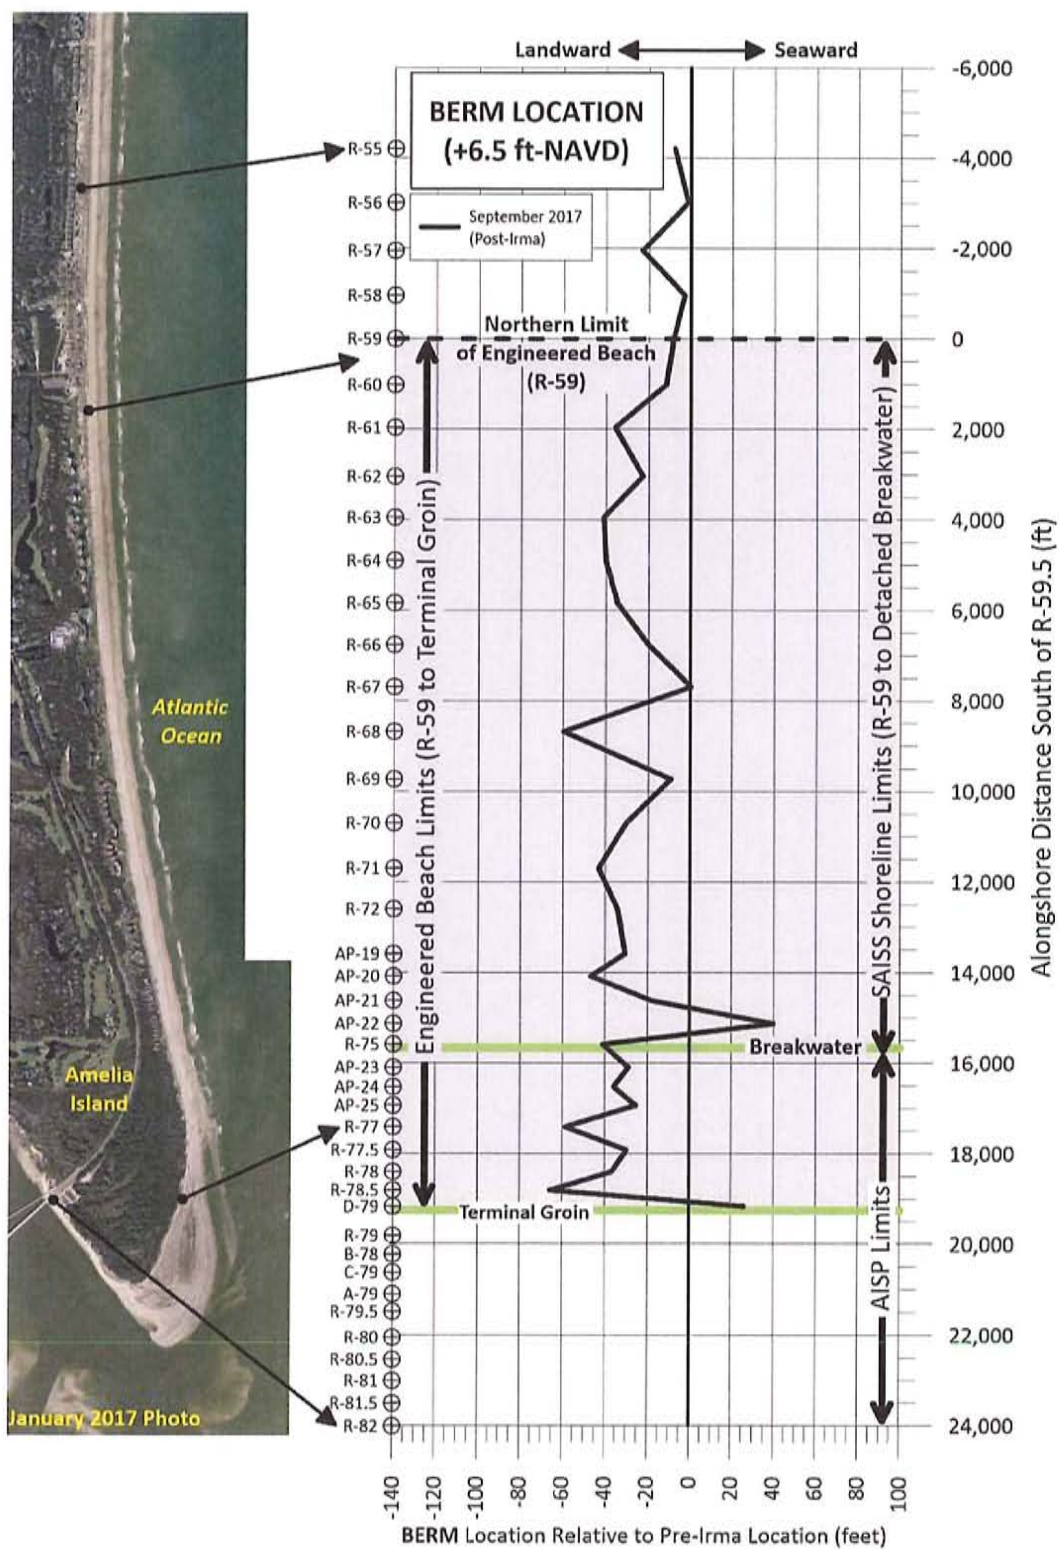 Landward
Seaward
BERM LOCATION
(+6.5 ft-NAVD)
September 2017
(Post-Irma)
Northern Limit
of Engineered Beach
(R-59)
R-55
R-56
R-57
R-58
R-59
R-60
R-61
R-62
R-63
R-64
R-65
R-66
R-67
R-68
R-69
R-70
R-71
R-72
AP-19
AP-20
AP-21
AP-22
R-75
AP-23
AP-24
AP-25
R-77
R-77.5
R-78
R-78.5
D-79
R-79
B-78
C-79
A-79
R-79.5
R-80
R-80.5
R-81
R-81.5
R-82
Engineered Beach Limits (R-59 to Terminal Groin)
SAISS Shoreline Limits (R-59 to Detached Breakwater)
Breakwater
Terminal Groin
AISP Limits
-6,000
-4,000
-2,000
0
2,000
4,000
6,000
8,000
10,000
12,000
14,000
16,000
18,000
20,000
22,000
24,000
Alongshore Distance South of R-59.5 (ft)
-140
-120
-100
-80
-60
-40
-20
0
20
40
60
80
100
BERM Location Relative to Pre-Irma Location (feet)
Atlantic
Ocean
Amelia
Island
January 2017 Photo